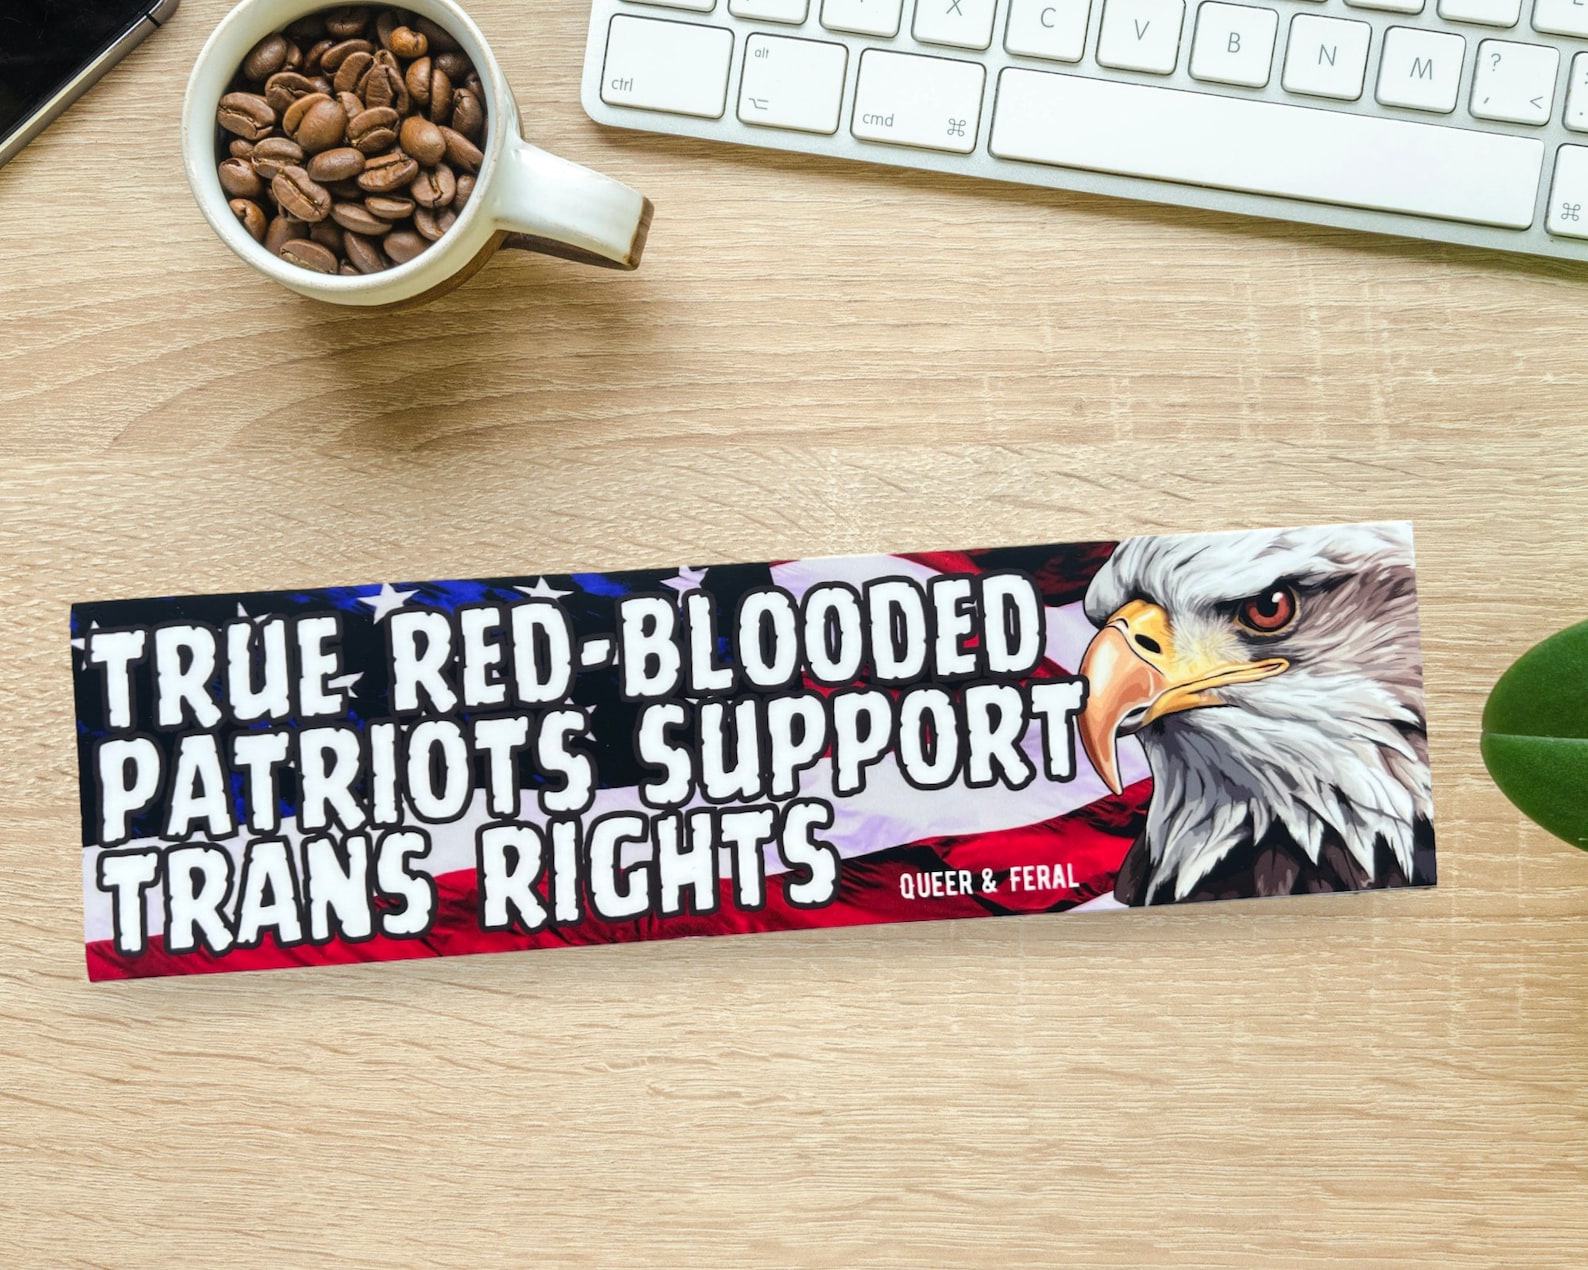 X C V B N M ? , <
ctrl alt cmd
TRUE RED-BLOODED
PATRIOTS SUPPORT
TRANS RIGHTS
QUEER & FERAL